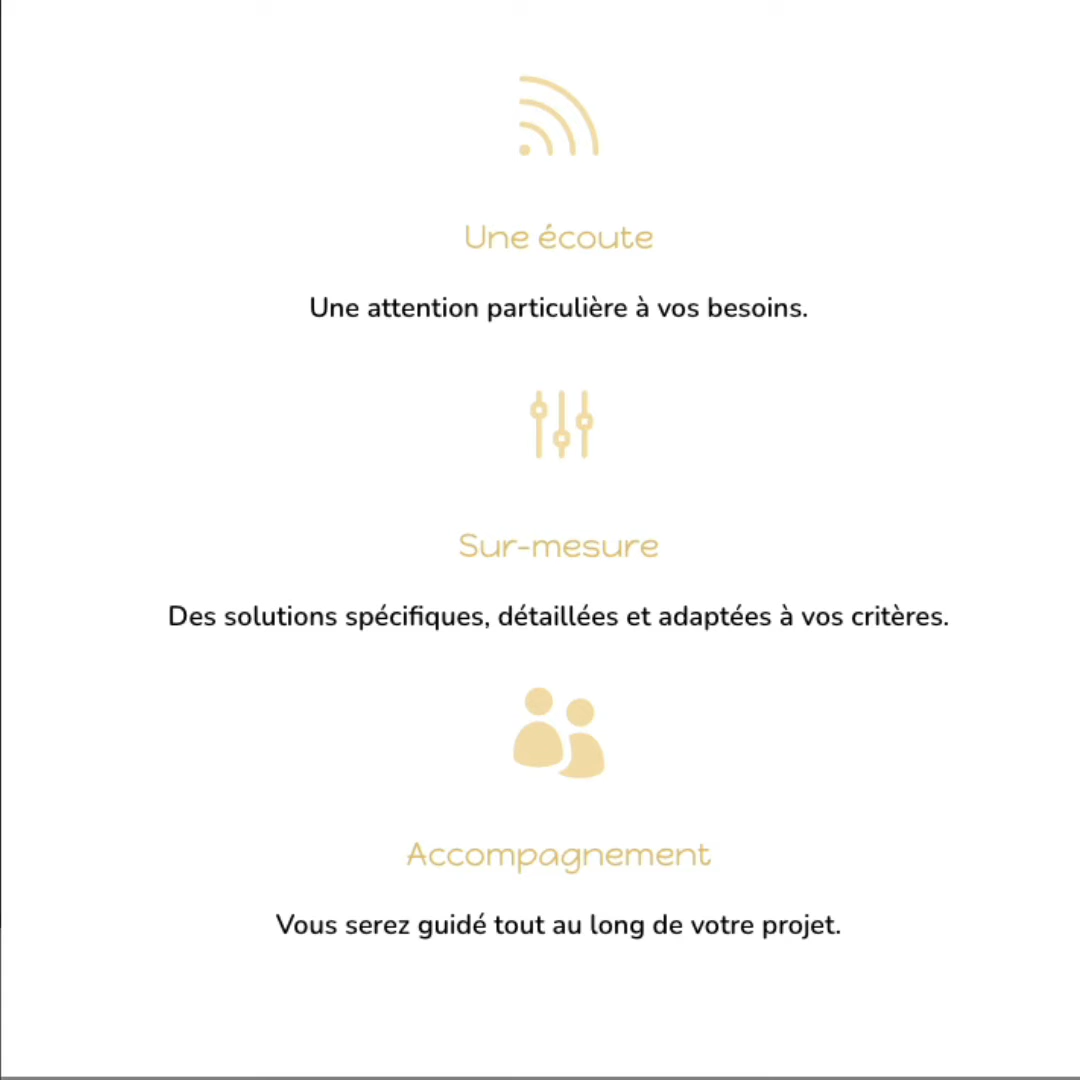 Une écoute
Une attention particulière à vos besoins.
Sur-mesure
Des solutions spécifiques, détaillées et adaptées à vos critères.
Accompagnement
Vous serez guidé tout au long de votre projet.